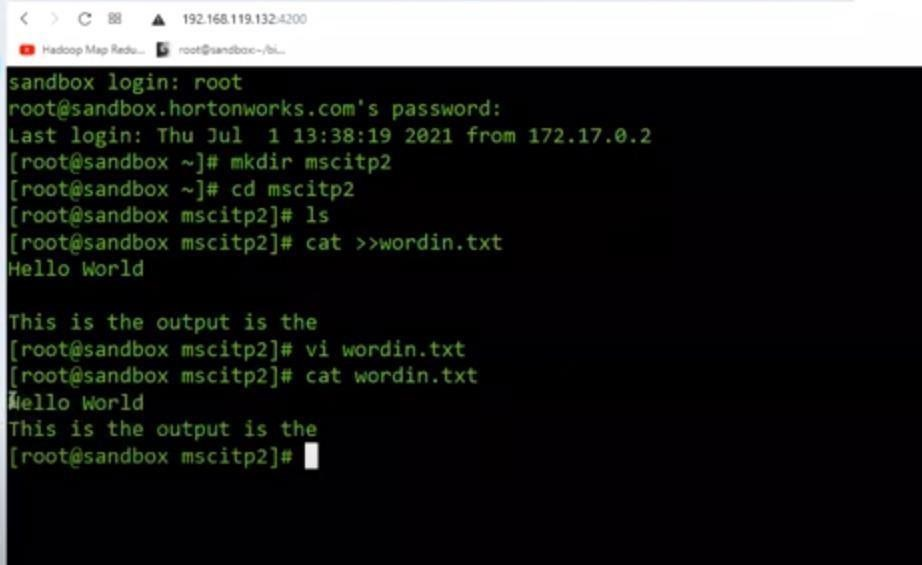 192.168.119.132:4200
Hadoop Map Redu... root@sandbox:~/bi...
sandbox login: root
root@sandbox.hortonworks.com's password:
Last login: Thu Jul  1 13:38:19 2021 from 172.17.0.2
[root@sandbox ~]# mkdir mscitp2
[root@sandbox ~]# cd mscitp2
[root@sandbox mscitp2]# ls
[root@sandbox mscitp2]# cat >>wordin.txt
Hello World
This is the output is the
[root@sandbox mscitp2]# vi wordin.txt
[root@sandbox mscitp2]# cat wordin.txt
Hello World
This is the output is the
[root@sandbox mscitp2]#